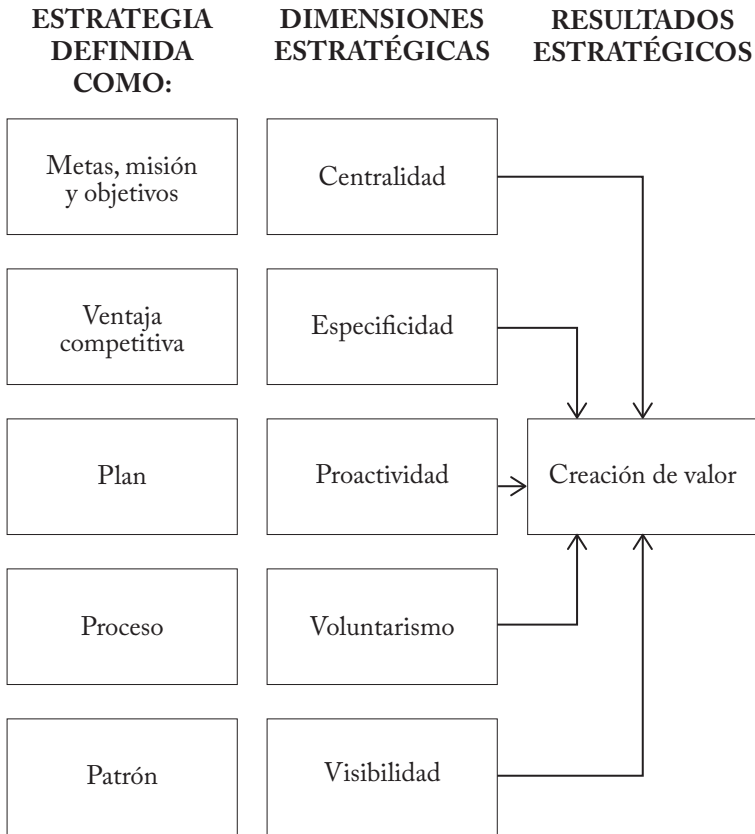 ESTRATEGIA
DEFINIDA
COMO:
DIMENSIONES
ESTRATÉGICAS
RESULTADOS
ESTRATÉGICOS
Metas, misión
y objetivos
Centralidad
Ventaja
competitiva
Especificidad
Plan
Proactividad
Creación de valor
Proceso
Voluntarismo
Patrón
Visibilidad